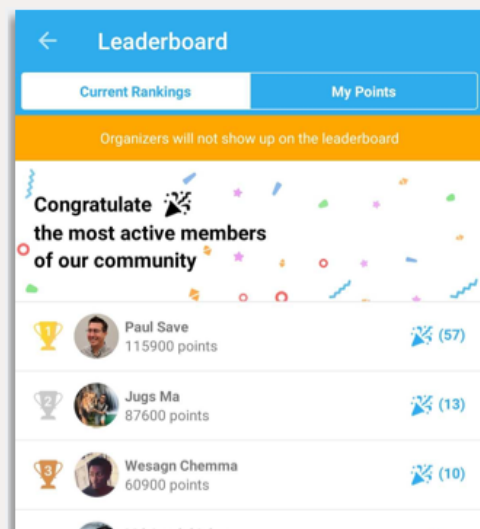 Leaderboard
Current Rankings
My Points
Organizers will not show up on the leaderboard
Congratulate
the most active members
of our community
1
Paul Save
115900 points
(57)
2
Jugs Ma
87600 points
(13)
3
Wesagn Chemma
60900 points
(10)